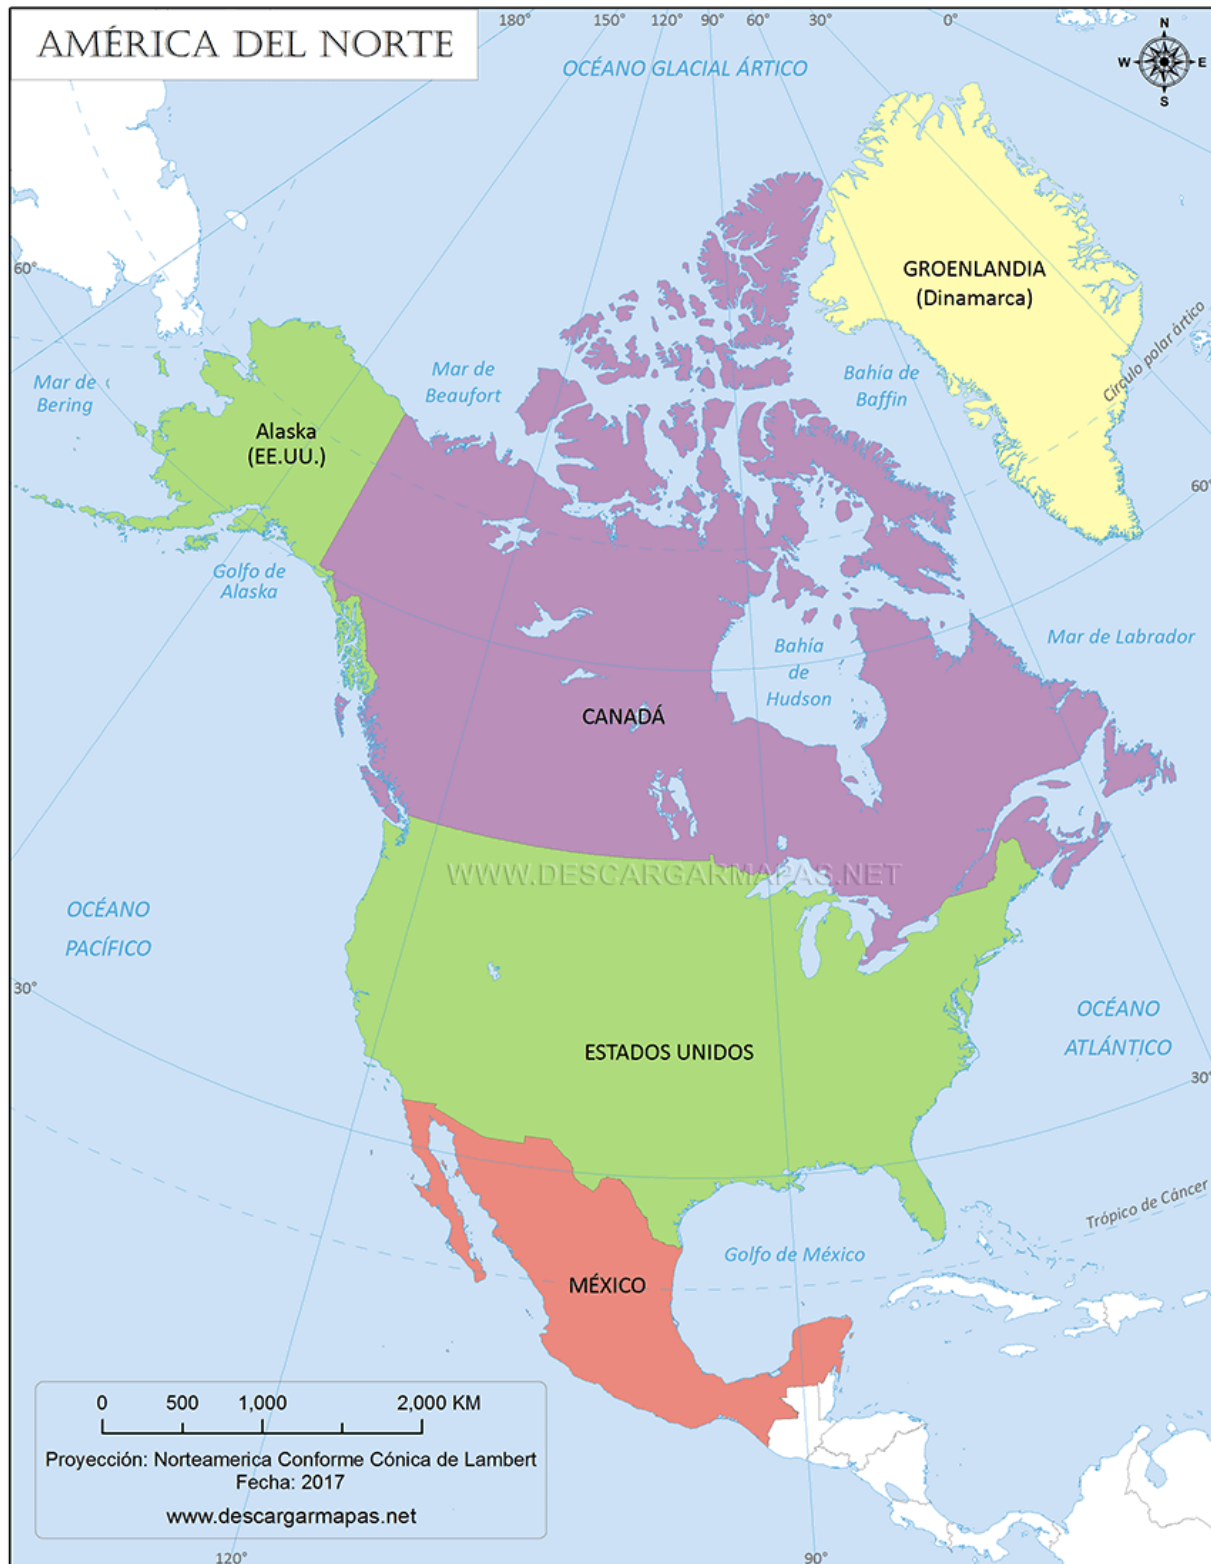 AMÉRICA DEL NORTE
180°
150°
120°
90°
60°
30°
0°
N
W
E
S
OCÉANO GLACIAL ÁRTICO
60°
GROENLANDIA
(Dinamarca)
Círculo polar ártico
Mar de
Bering
Mar de
Beaufort
Bahía de
Baffin
Alaska
(EE.UU.)
60°
Golfo de
Alaska
Mar de Labrador
Bahía
de
Hudson
CANADÁ
WWW.DESCARGARMAPAS.NET
OCÉANO
PACÍFICO
30°
OCÉANO
ATLÁNTICO
ESTADOS UNIDOS
30°
Trópico de Cáncer
Golfo de México
MÉXICO
0 500 1,000 2,000 KM
Proyección: Norteamerica Conforme Cónica de Lambert
Fecha: 2017
www.descargarmapas.net
120°
90°